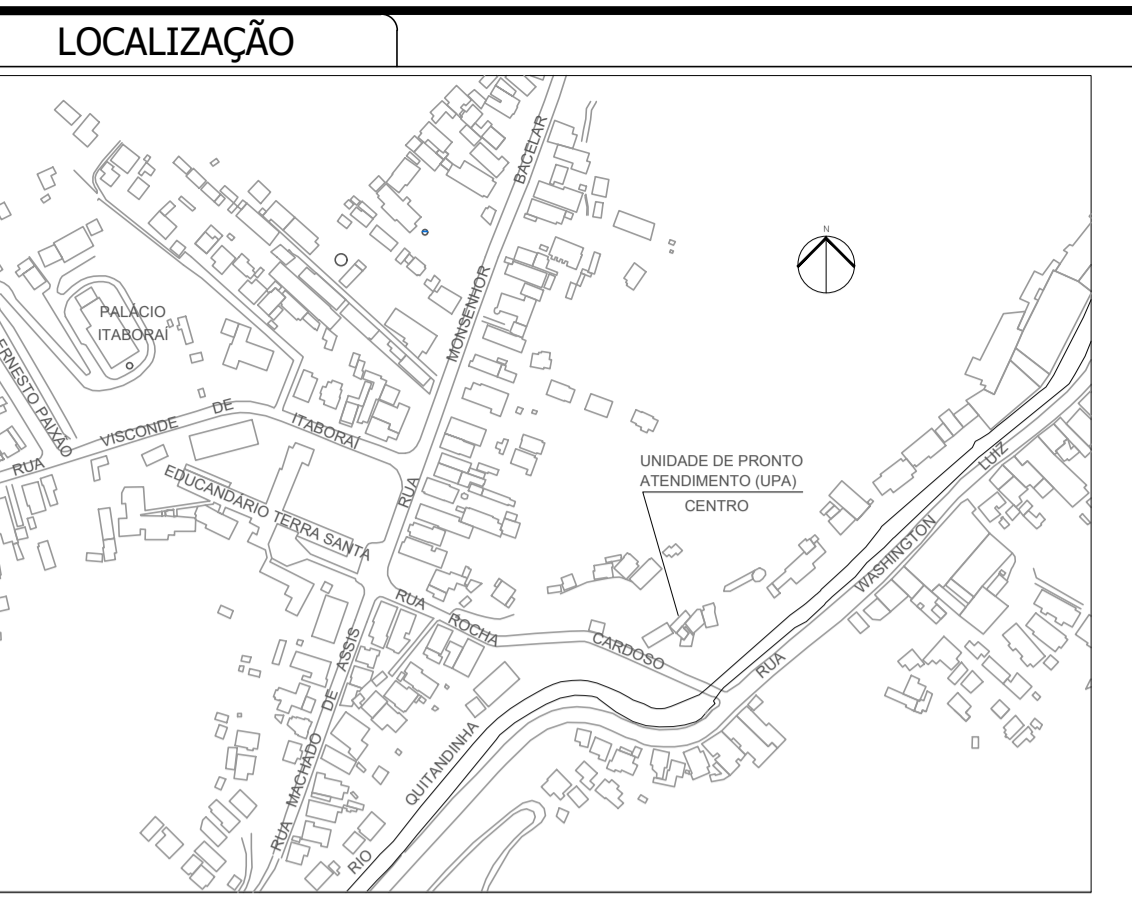 LOCALIZAÇÃO
BACELAR
MONSENHOR
RUA
N
PALÁCIO
ITABORAÍ
ERNESTO PAIXÃO
RUA VISCONDE DE ITABORAÍ
EDUCANDÁRIO TERRA SANTA
UNIDADE DE PRONTO
ATENDIMENTO (UPA)
CENTRO
RUA WASHINGTON LUIZ
RUA ROCHA CARDOSO
RUA MACHADO DE ASSIS
RIO QUITANDINHA